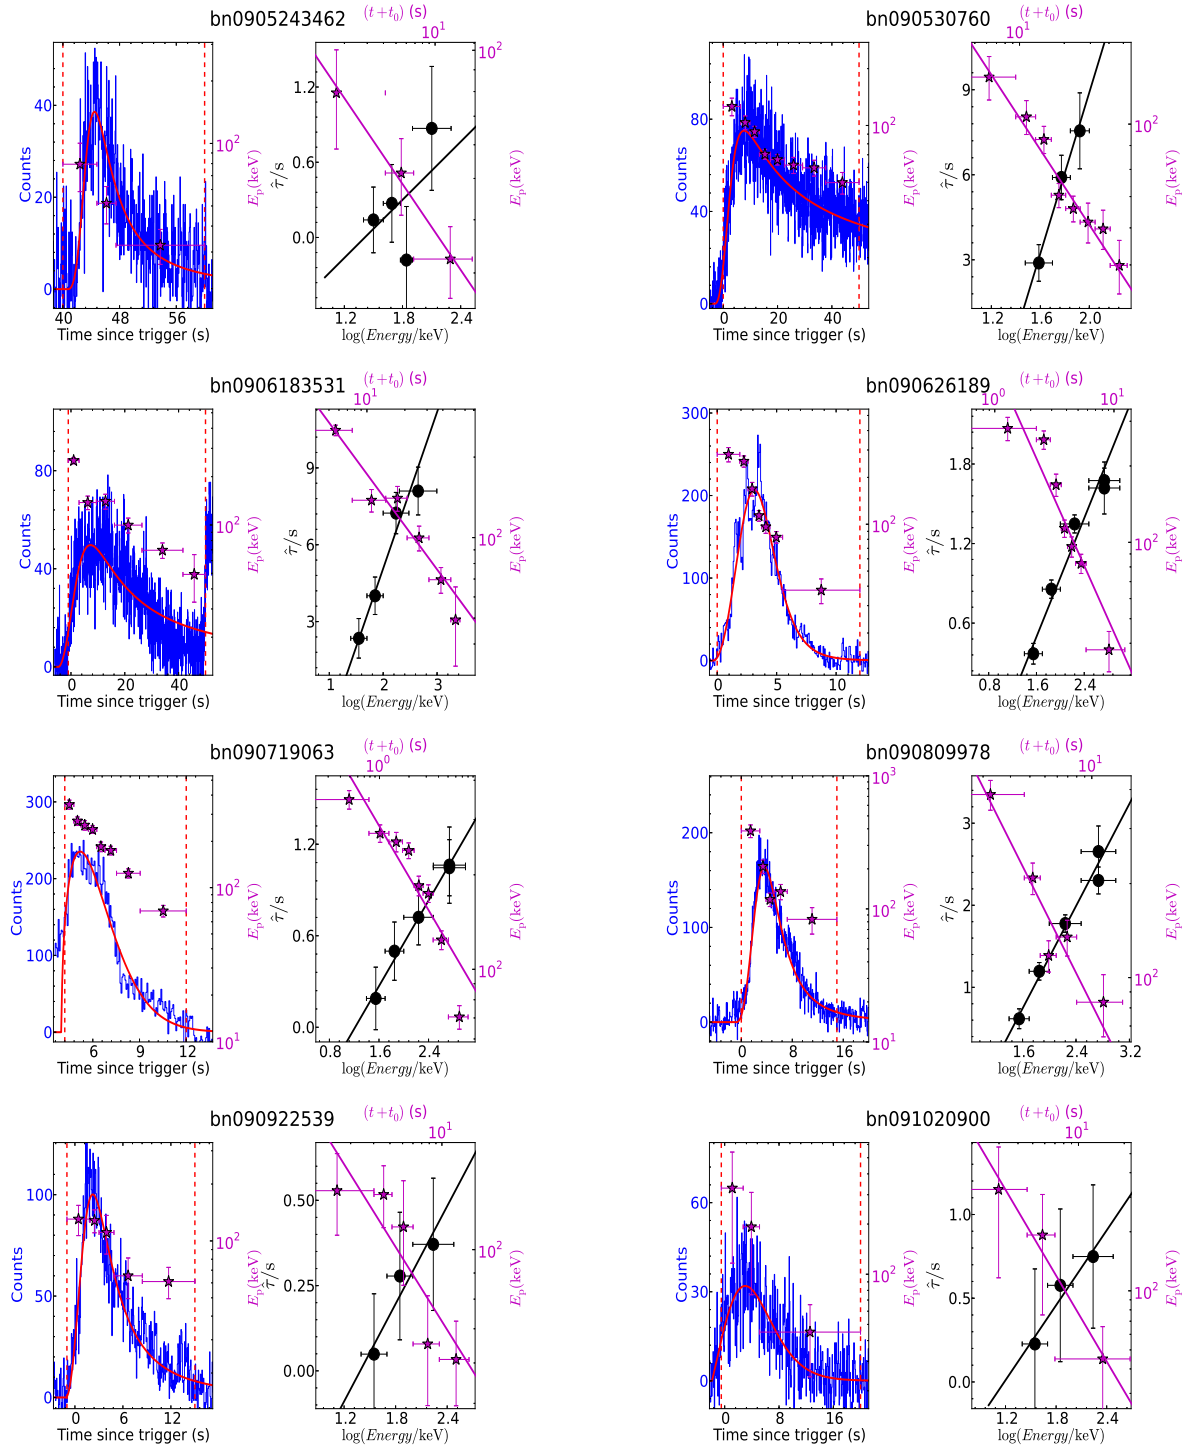 bn0905243462
(t+t₀) (s)
10¹
10²
Counts
40
20
0
10²
Eₚ(keV)
τ̂/s
1.2
0.6
0.0
Eₚ(keV)
40 48 56
Time since trigger (s)
1.2 1.8 2.4
log(Energy/keV)
bn090530760
(t+t₀) (s)
10¹
Counts
80
40
0
10²
Eₚ(keV)
τ̂/s
9
6
3
10²
Eₚ(keV)
0 20 40
Time since trigger (s)
1.2 1.6 2.0
log(Energy/keV)
bn0906183531
(t+t₀) (s)
10¹
Counts
80
40
0
10²
Eₚ(keV)
τ̂/s
9
6
3
10²
Eₚ(keV)
0 20 40
Time since trigger (s)
1 2 3
log(Energy/keV)
bn090626189
(t+t₀) (s)
10⁰ 10¹
Counts
300
200
100
0
10²
Eₚ(keV)
τ̂/s
1.8
1.2
0.6
10²
Eₚ(keV)
0 5 10
Time since trigger (s)
0.8 1.6 2.4
log(Energy/keV)
bn090719063
(t+t₀) (s)
10⁰
Counts
300
200
100
0
10²
10¹
Eₚ(keV)
τ̂/s
1.2
0.6
0.0
10²
Eₚ(keV)
6 9 12
Time since trigger (s)
0.8 1.6 2.4
log(Energy/keV)
bn090809978
(t+t₀) (s)
10¹
Counts
200
100
0
10³
10²
10¹
Eₚ(keV)
τ̂/s
3
2
1
10²
Eₚ(keV)
0 8 16
Time since trigger (s)
1.6 2.4 3.2
log(Energy/keV)
bn090922539
(t+t₀) (s)
10¹
Counts
100
50
0
10²
Eₚ(keV)
τ̂/s
0.50
0.25
0.00
10²
Eₚ(keV)
0 6 12
Time since trigger (s)
1.2 1.8 2.4
log(Energy/keV)
bn091020900
(t+t₀) (s)
10¹
Counts
60
30
0
10²
Eₚ(keV)
τ̂/s
1.0
0.5
0.0
10²
Eₚ(keV)
0 8 16
Time since trigger (s)
1.2 1.8 2.4
log(Energy/keV)